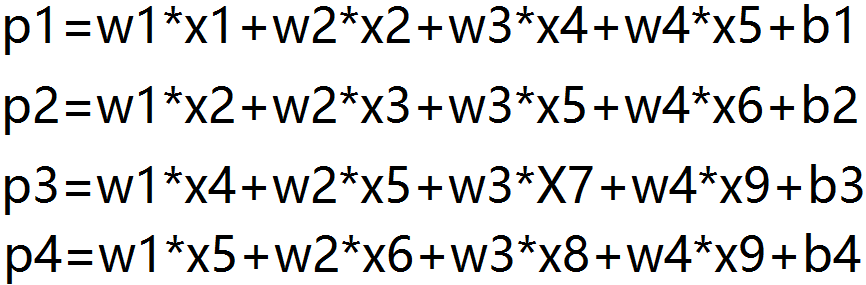 p1=w1*x1+w2*x2+w3*x4+w4*x5+b1
p2=w1*x2+w2*x3+w3*x5+w4*x6+b2
p3=w1*x4+w2*x5+w3*X7+w4*x9+b3
p4=w1*x5+w2*x6+w3*x8+w4*x9+b4